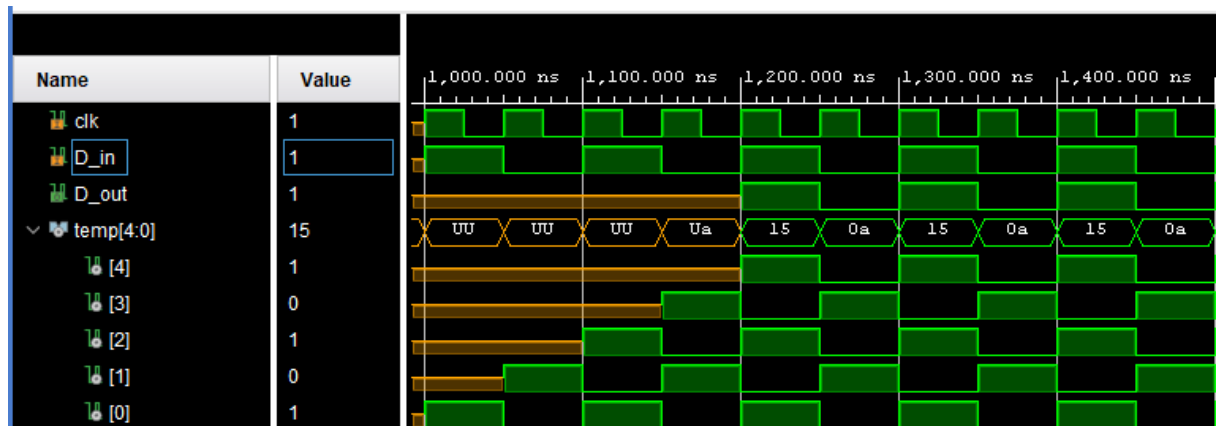 Name Value 1,000.000 ns 1,100.000 ns 1,200.000 ns 1,300.000 ns 1,400.000 ns
clk 1
D_in 1
D_out 1
temp[4:0] 15 UU UU UU Ua 15 0a 15 0a 15 0a
[4] 1
[3] 0
[2] 1
[1] 0
[0] 1